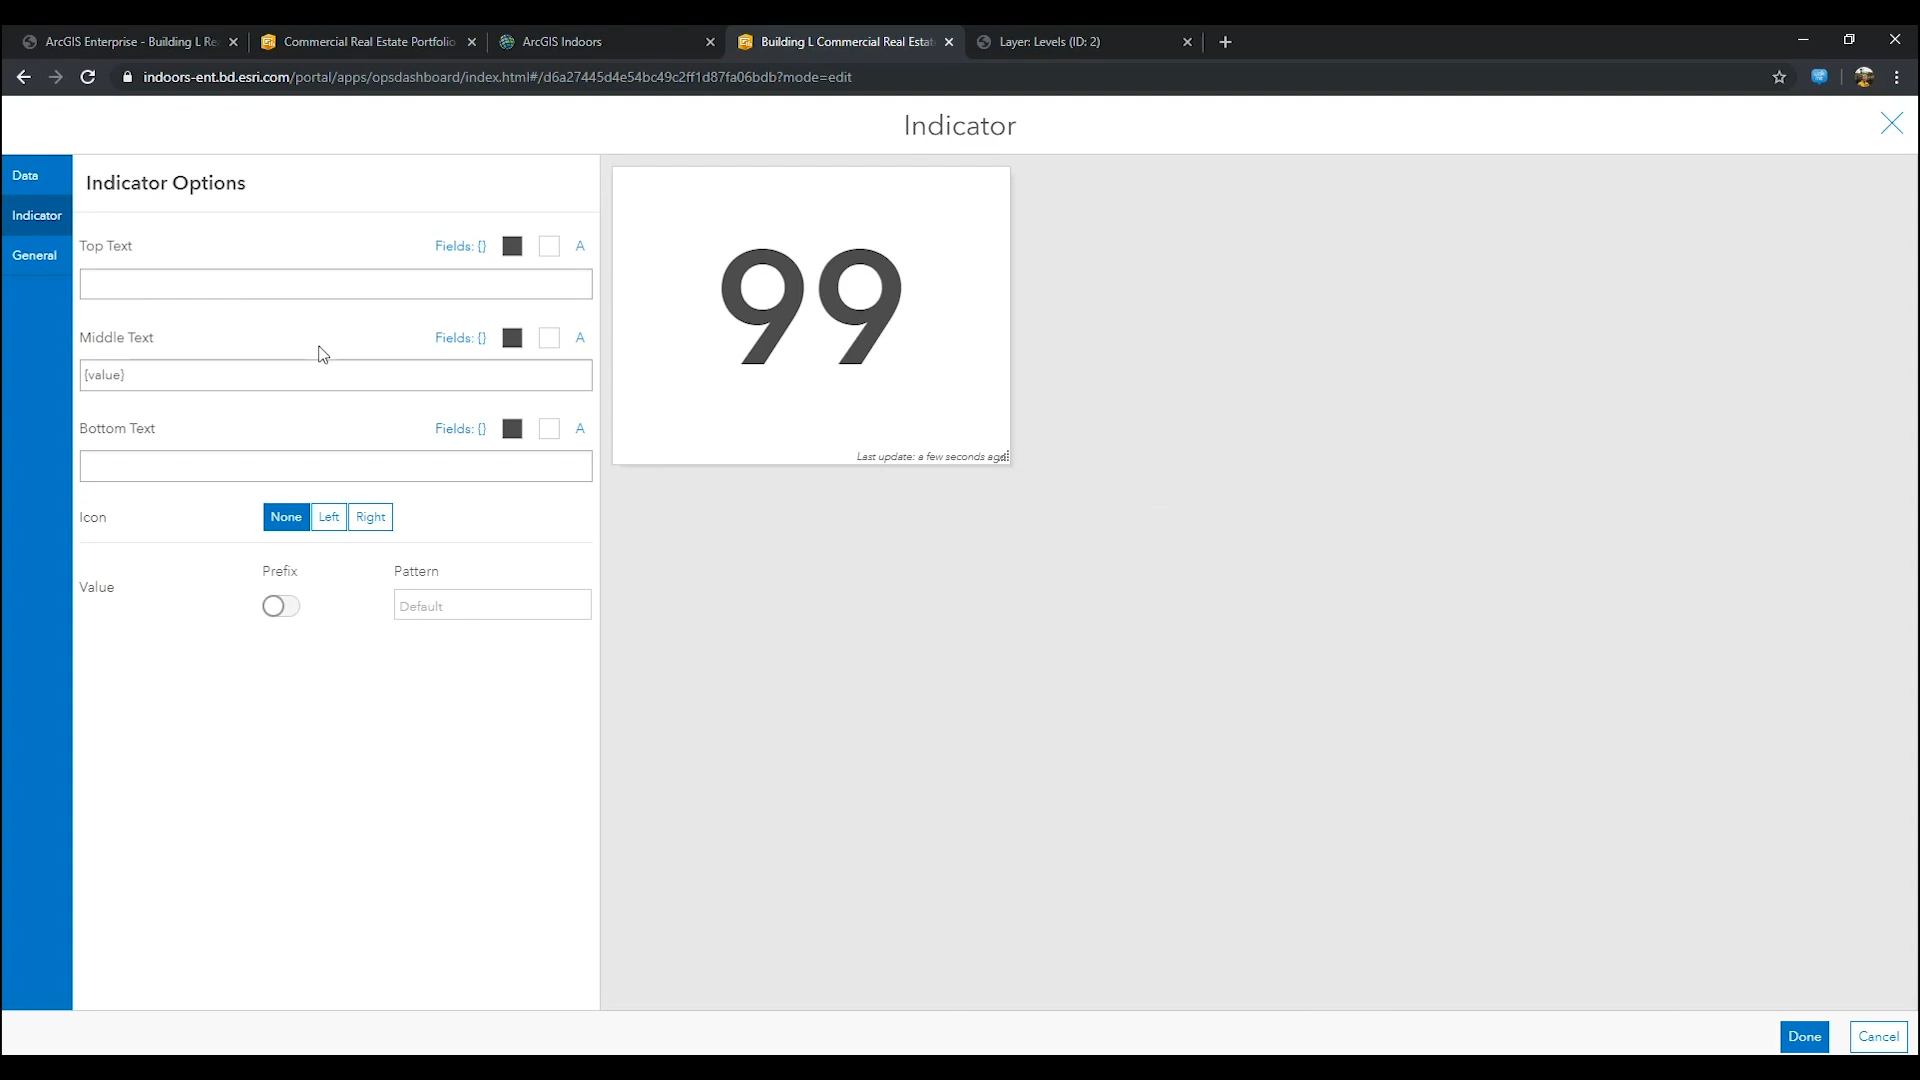 ArcGIS Enterprise - Building L Re
Commercial Real Estate Portfolio
ArcGIS Indoors
Building L Commercial Real Estat
Layer: Levels (ID: 2)
indoors-ent.bd.esri.com/portal/apps/opsdashboard/index.html#/d6a27445d4e54bc49c2ff1d87fa06bdb?mode=edit
Indicator
Data
Indicator
General
Indicator Options
Top Text
Fields: {}
A
Middle Text
Fields: {}
A
{value}
Bottom Text
Fields: {}
A
Icon
None
Left
Right
Value
Prefix
Pattern
Default
99
Last update: a few seconds ago
Done
Cancel